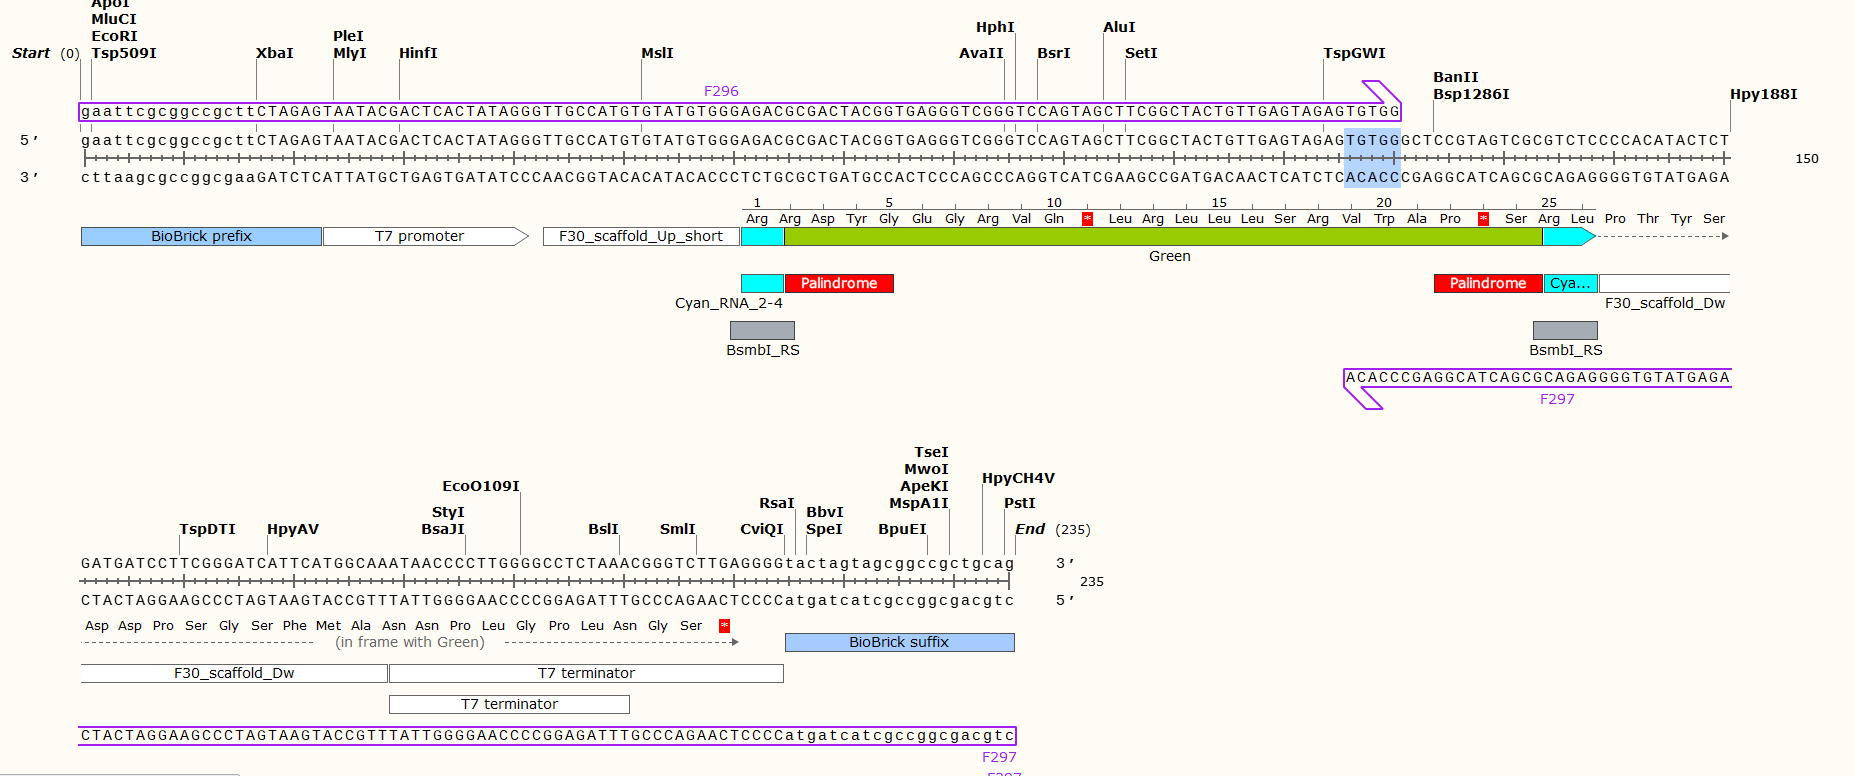 ApoI
MluCI
EcoRI
Tsp509I
Start (0)
XbaI
PleI
MlyI
HinfI
MslI
HphI
AvaII
BsrI
AluI
SetI
TspGWI
BanII
Bsp1286I
Hpy188I
F296
gaattcgcggccgcttCTAGAGTAATACGACTCACTATAGGGTTGCCATGTGTATGTGGGAGACGCGACTACGGTGAGGGTCGGGTCCAGTAGCTTCGGCTACTGTTGAGTAGAGTGTGG
5′ gaattcgcggccgcttCTAGAGTAATACGACTCACTATAGGGTTGCCATGTGTATGTGGGAGACGCGACTACGGTGAGGGTCGGGTCCAGTAGCTTCGGCTACTGTTGAGTAGAGTGTGGGCTCCGTAGTCGCGTCTCCCCACATACTCT
150
3′ cttaagcgccggcgaaGATCTCATTATGCTGAGTGATATCCCAACGGTACACATACACCCTCTGCGCTGATGCCACTCCCAGCCCAGGTCATCGAAGCCGATGACAACTCATCTCACACCCGAGGCATCAGCGCAGAGGGGTGTATGAGA
1 5 10 15 20 25
Arg Arg Asp Tyr Gly Glu Gly Arg Val Gln * Leu Arg Leu Leu Leu Ser Arg Val Trp Ala Pro * Ser Arg Leu Pro Thr Tyr Ser
BioBrick prefix
T7 promoter
F30_scaffold_Up_short
Green
Palindrome
Palindrome
Cya...
Cyan_RNA_2-4
F30_scaffold_Dw
BsmbI_RS
BsmbI_RS
ACACCCGAGGCATCAGCGCAGAGGGGTGTATGAGA
F297
TspDTI
HpyAV
StyI
BsaJI
EcoO109I
BslI
SmlI
RsaI
CviQI
BbvI
SpeI
TseI
MwoI
ApeKI
MspA1I
BpuEI
HpyCH4V
PstI
End (235)
GATGATCCTTCGGGATCATTCATGGCAAATAACCCCTTGGGGCCTCTAAACGGGTCTTGAGGGGtactagtagcggccgctgcag 3′
235
CTACTAGGAAGCCCTAGTAAGTACCGTTTATTGGGGAACCCCGGAGATTTGCCCAGAACTCCCCatgatcatcgccggcgacgtc 5′
Asp Asp Pro Ser Gly Ser Phe Met Ala Asn Asn Pro Leu Gly Pro Leu Asn Gly Ser *
(in frame with Green)
BioBrick suffix
F30_scaffold_Dw
T7 terminator
T7 terminator
CTACTAGGAAGCCCTAGTAAGTACCGTTTATTGGGGAACCCCGGAGATTTGCCCAGAACTCCCCatgatcatcgccggcgacgtc
F297